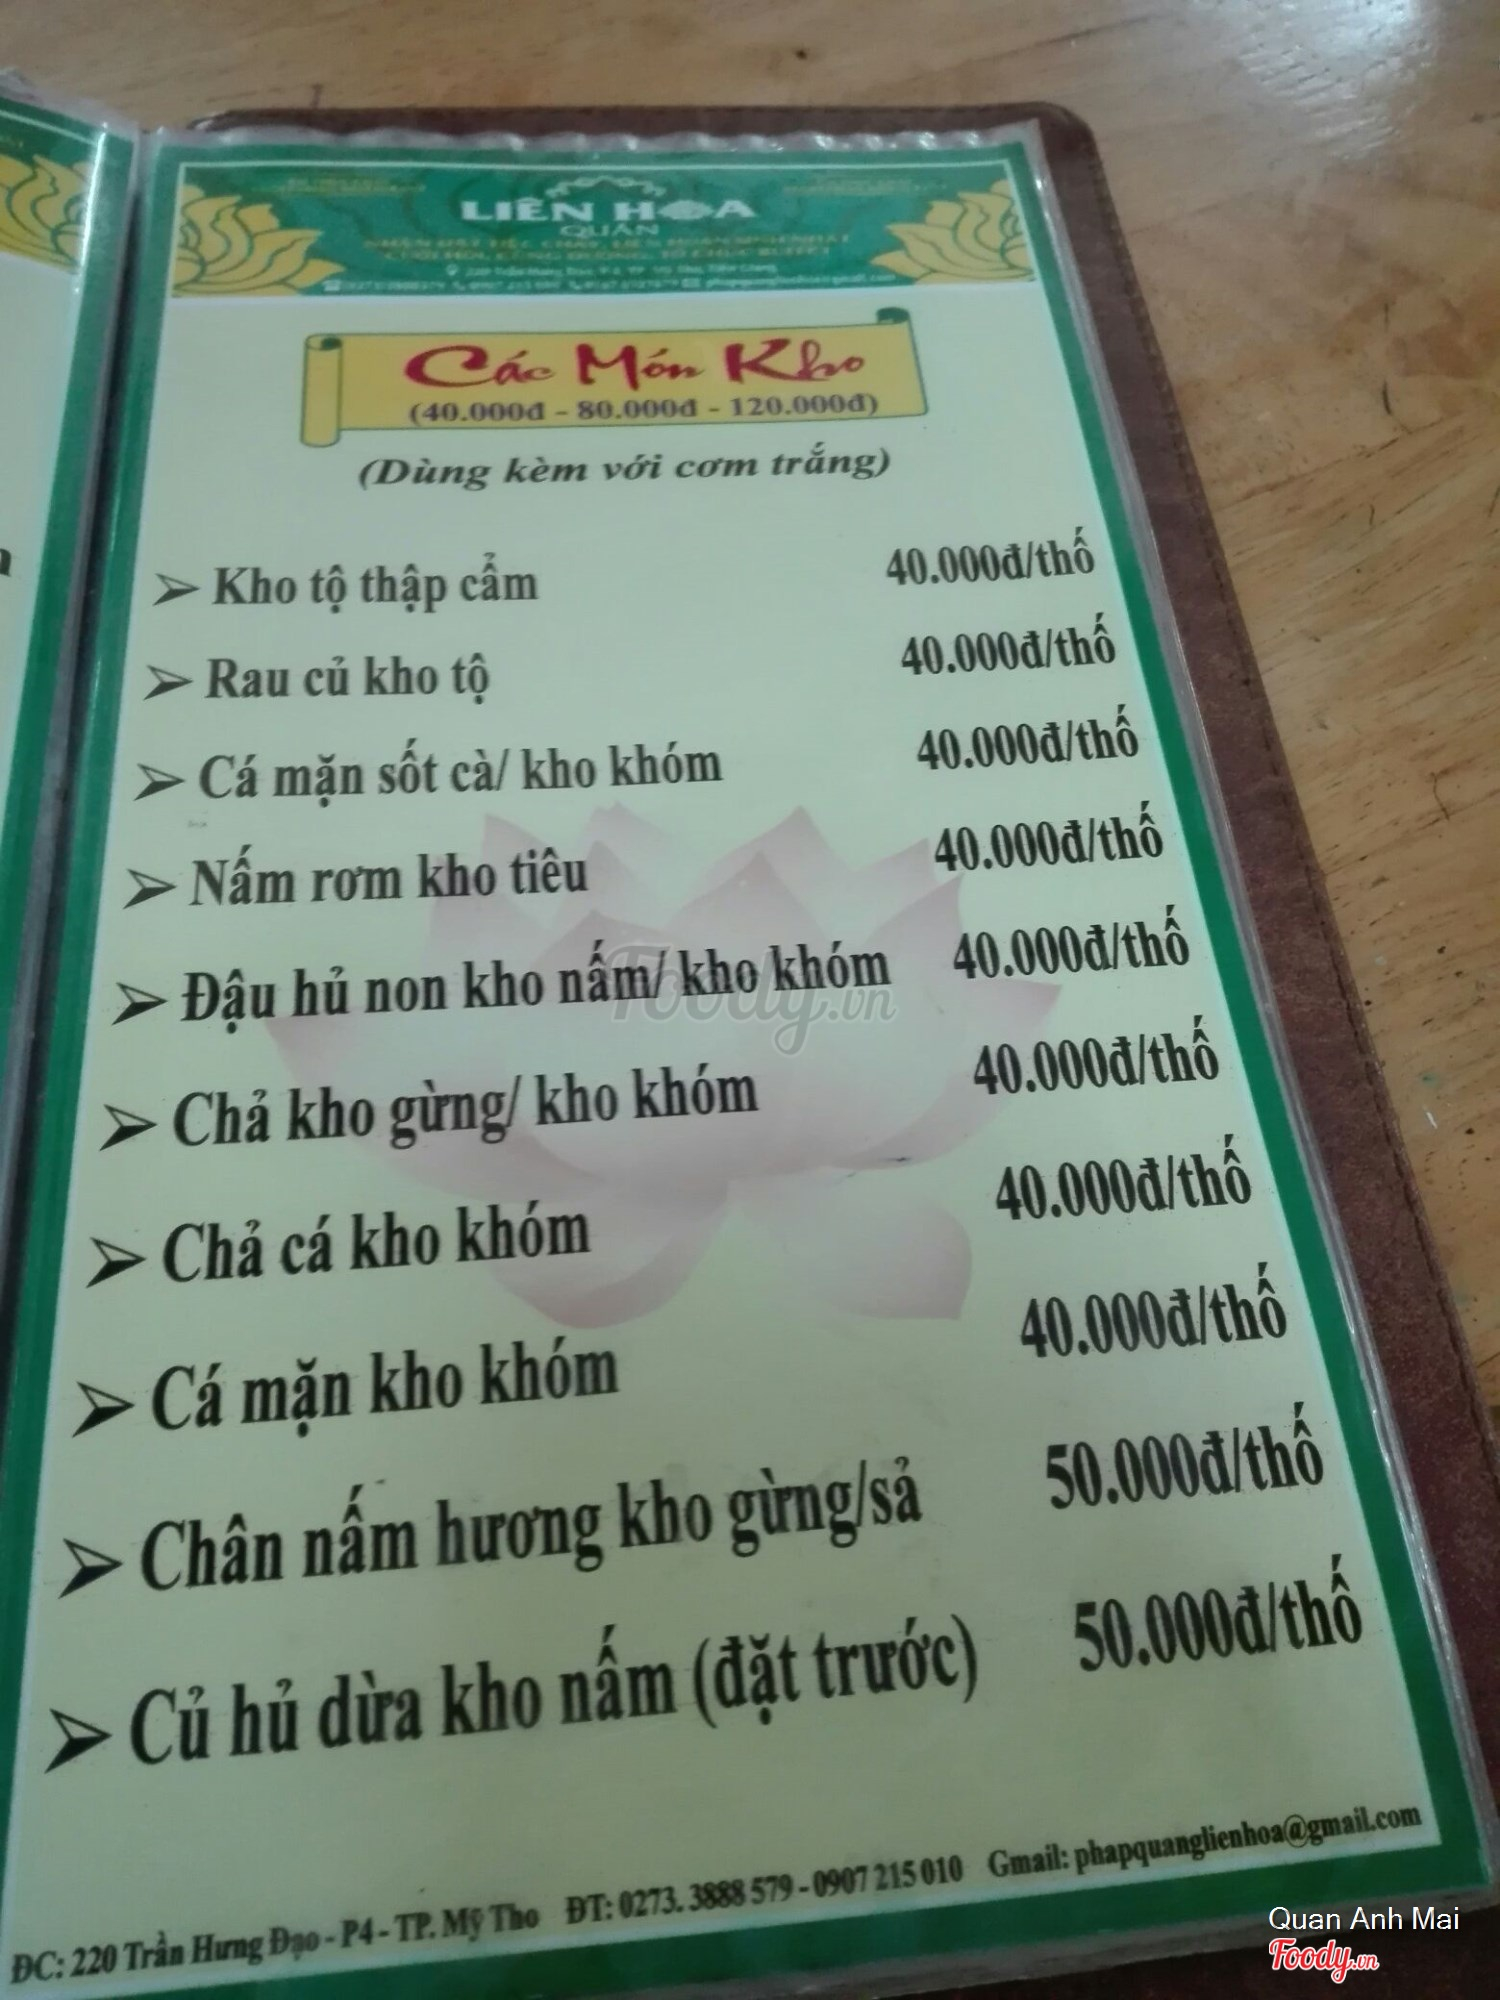 LIÊN HOA
QUÁN
Các Món Kho
(40.000đ - 80.000đ - 120.000đ)
(Dùng kèm với cơm trắng)
➢ Kho tộ thập cẩm 40.000đ/thố
➢ Rau củ kho tộ 40.000đ/thố
➢ Cá mặn sốt cà/ kho khóm 40.000đ/thố
➢ Nấm rơm kho tiêu 40.000đ/thố
➢ Đậu hủ non kho nấm/ kho khóm 40.000đ/thố
➢ Chả kho gừng/ kho khóm 40.000đ/thố
➢ Chả cá kho khóm 40.000đ/thố
➢ Cá mặn kho khóm 40.000đ/thố
➢ Chân nấm hương kho gừng/sả 50.000đ/thố
➢ Củ hủ dừa kho nấm (đặt trước) 50.000đ/thố
ĐC: 220 Trần Hưng Đạo - P4 - TP. Mỹ Tho ĐT: 0273. 3888 579 - 0907 215 010 Gmail: phapquanglienhoa@gmail.com
Foody.vn
Quan Anh Mai
Foody.vn